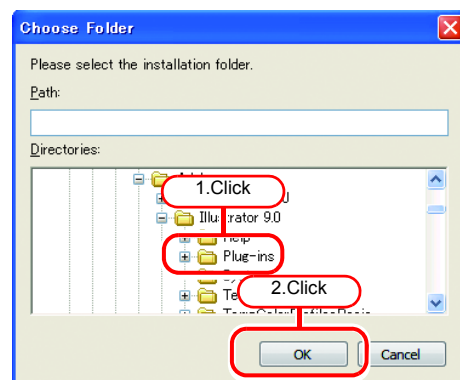 Choose Folder
Please select the installation folder.
Path:
Directories:
1.Click
Illustrator 9.0
Help
Plug-ins
2.Click
OK
Cancel